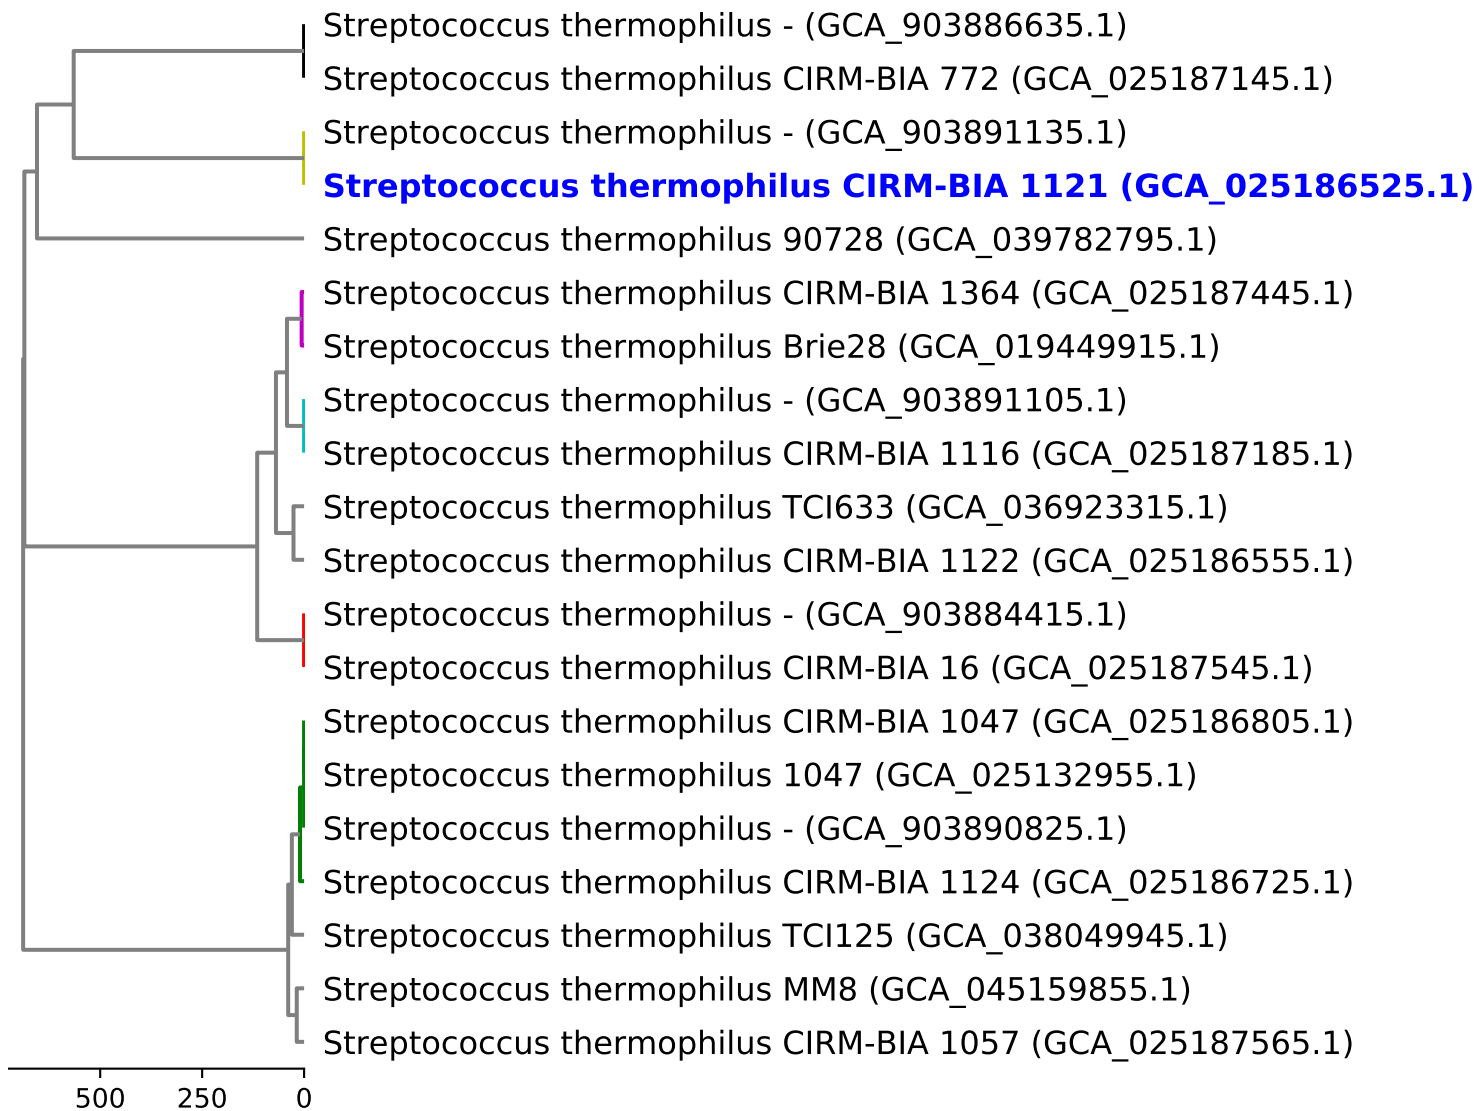 Streptococcus thermophilus - (GCA_903886635.1)
Streptococcus thermophilus CIRM-BIA 772 (GCA_025187145.1)
Streptococcus thermophilus - (GCA_903891135.1)
Streptococcus thermophilus CIRM-BIA 1121 (GCA_025186525.1)
Streptococcus thermophilus 90728 (GCA_039782795.1)
Streptococcus thermophilus CIRM-BIA 1364 (GCA_025187445.1)
Streptococcus thermophilus Brie28 (GCA_019449915.1)
Streptococcus thermophilus - (GCA_903891105.1)
Streptococcus thermophilus CIRM-BIA 1116 (GCA_025187185.1)
Streptococcus thermophilus TCI633 (GCA_036923315.1)
Streptococcus thermophilus CIRM-BIA 1122 (GCA_025186555.1)
Streptococcus thermophilus - (GCA_903884415.1)
Streptococcus thermophilus CIRM-BIA 16 (GCA_025187545.1)
Streptococcus thermophilus CIRM-BIA 1047 (GCA_025186805.1)
Streptococcus thermophilus 1047 (GCA_025132955.1)
Streptococcus thermophilus - (GCA_903890825.1)
Streptococcus thermophilus CIRM-BIA 1124 (GCA_025186725.1)
Streptococcus thermophilus TCI125 (GCA_038049945.1)
Streptococcus thermophilus MM8 (GCA_045159855.1)
Streptococcus thermophilus CIRM-BIA 1057 (GCA_025187565.1)
500 250 0